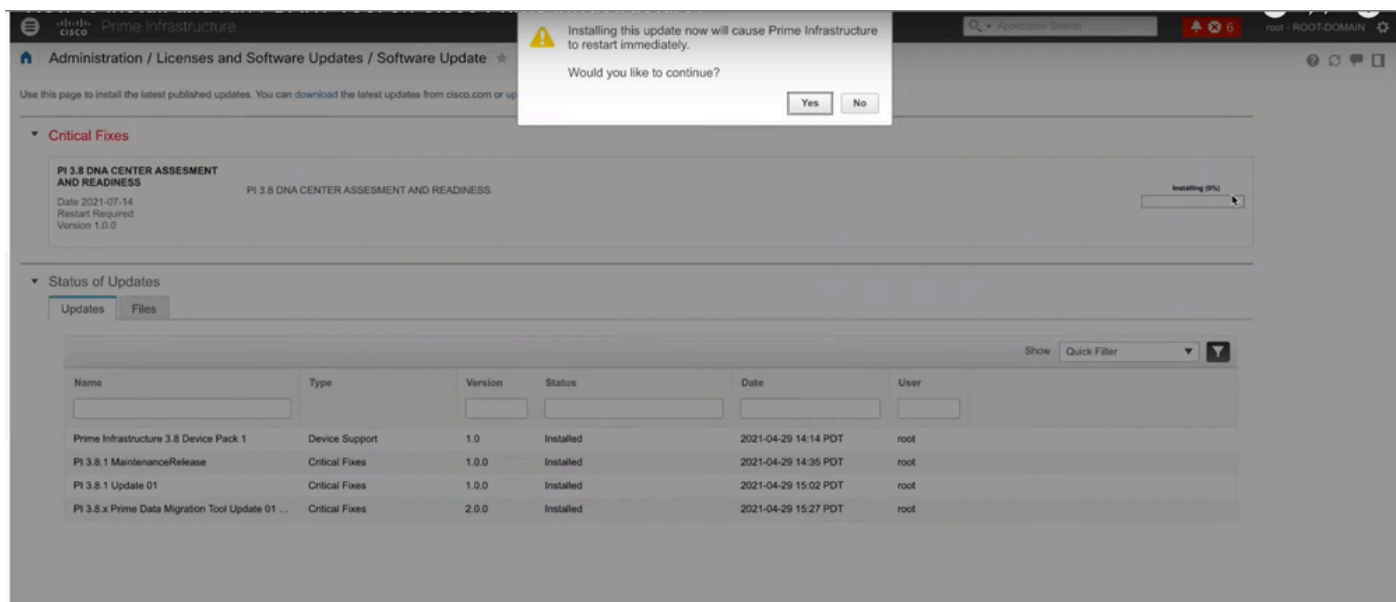 cisco Prime Infrastructure
Installing this update now will cause Prime Infrastructure
to restart immediately.
Would you like to continue?
Yes No
Application Search
6
root - ROOT-DOMAIN
Administration / Licenses and Software Updates / Software Update
Use this page to install the latest published updates. You can download the latest updates from cisco.com or up
Critical Fixes
PI 3.8 DNA CENTER ASSESMENT
AND READINESS
Date 2021-07-14
Restart Required
Version 1.0.0
PI 3.8 DNA CENTER ASSESMENT AND READINESS.
Installing (0%)
Status of Updates
Updates Files
Show Quick Filter
Name Type Version Status Date User
Prime Infrastructure 3.8 Device Pack 1 Device Support 1.0 Installed 2021-04-29 14:14 PDT root
PI 3.8.1 MaintenanceRelease Critical Fixes 1.0.0 Installed 2021-04-29 14:35 PDT root
PI 3.8.1 Update 01 Critical Fixes 1.0.0 Installed 2021-04-29 15:02 PDT root
PI 3.8.x Prime Data Migration Tool Update 01 ... Critical Fixes 2.0.0 Installed 2021-04-29 15:27 PDT root